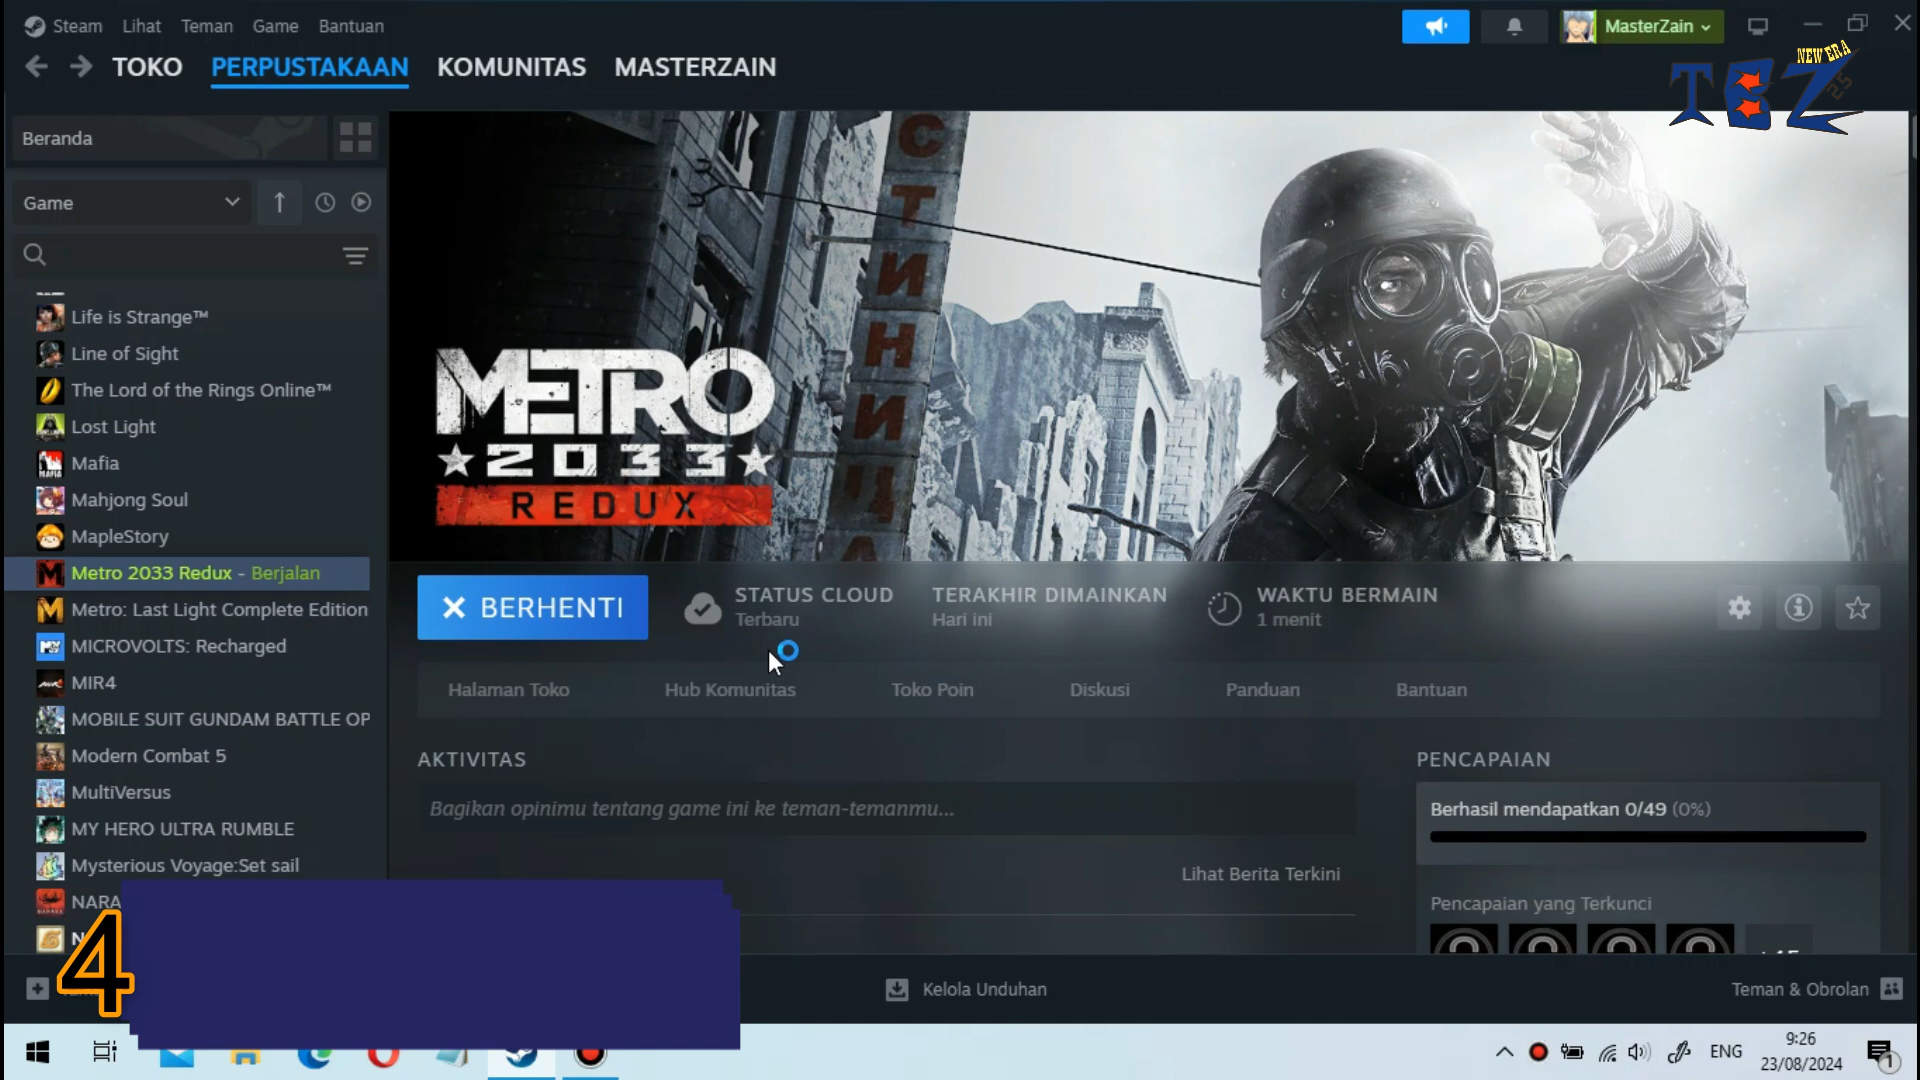 Steam Lihat Teman Game Bantuan
MasterZain
NEW ERA
TBZ
25
TOKO PERPUSTAKAAN KOMUNITAS MASTERZAIN
Beranda
Game
Life is Strange™
Line of Sight
The Lord of the Rings Online™
Lost Light
Mafia
Mahjong Soul
MapleStory
Metro 2033 Redux - Berjalan
Metro: Last Light Complete Edition
MICROVOLTS: Recharged
MIR4
MOBILE SUIT GUNDAM BATTLE OP
Modern Combat 5
MultiVersus
MY HERO ULTRA RUMBLE
Mysterious Voyage:Set sail
NARA
N
4
СТИНИЦА
METRO
2033
REDUX
BERHENTI
STATUS CLOUD
Terbaru
TERAKHIR DIMAINKAN
Hari ini
WAKTU BERMAIN
1 menit
Halaman Toko Hub Komunitas Toko Poin Diskusi Panduan Bantuan
AKTIVITAS
Bagikan opinimu tentang game ini ke teman-temanmu...
Lihat Berita Terkini
PENCAPAIAN
Berhasil mendapatkan 0/49 (0%)
Pencapaian yang Terkunci
Kelola Unduhan
Teman & Obrolan
ENG
9:26
23/08/2024
1